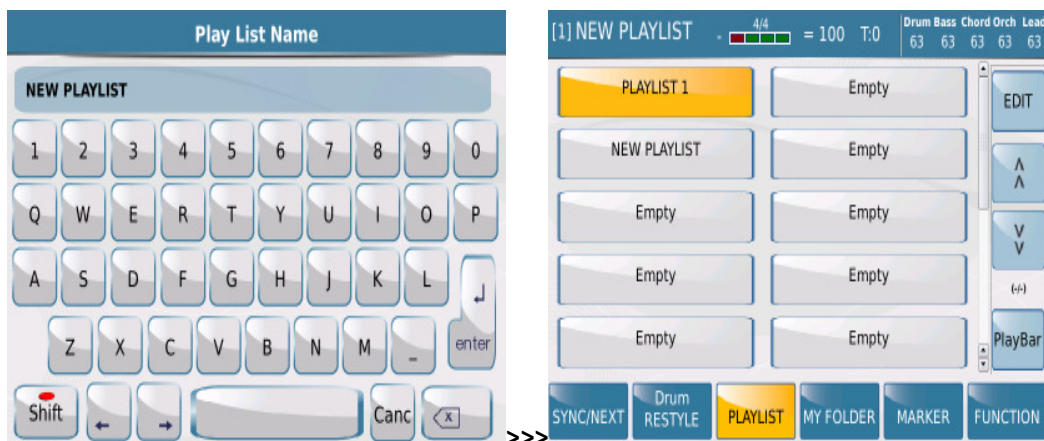 Play List Name
NEW PLAYLIST
1 2 3 4 5 6 7 8 9 0
Q W E R T Y U I O P
A S D F G H J K L
enter
Z X C V B N M _
Shift ← → Canc X
>>>
[1] NEW PLAYLIST - 4/4 = 100 T:0
Drum Bass Chord Orch Lead
63 63 63 63 63
PLAYLIST 1 Empty EDIT
NEW PLAYLIST Empty
Empty Empty
Empty Empty (-/-)
Empty Empty PlayBar
SYNC/NEXT Drum RESTYLE PLAYLIST MY FOLDER MARKER FUNCTION